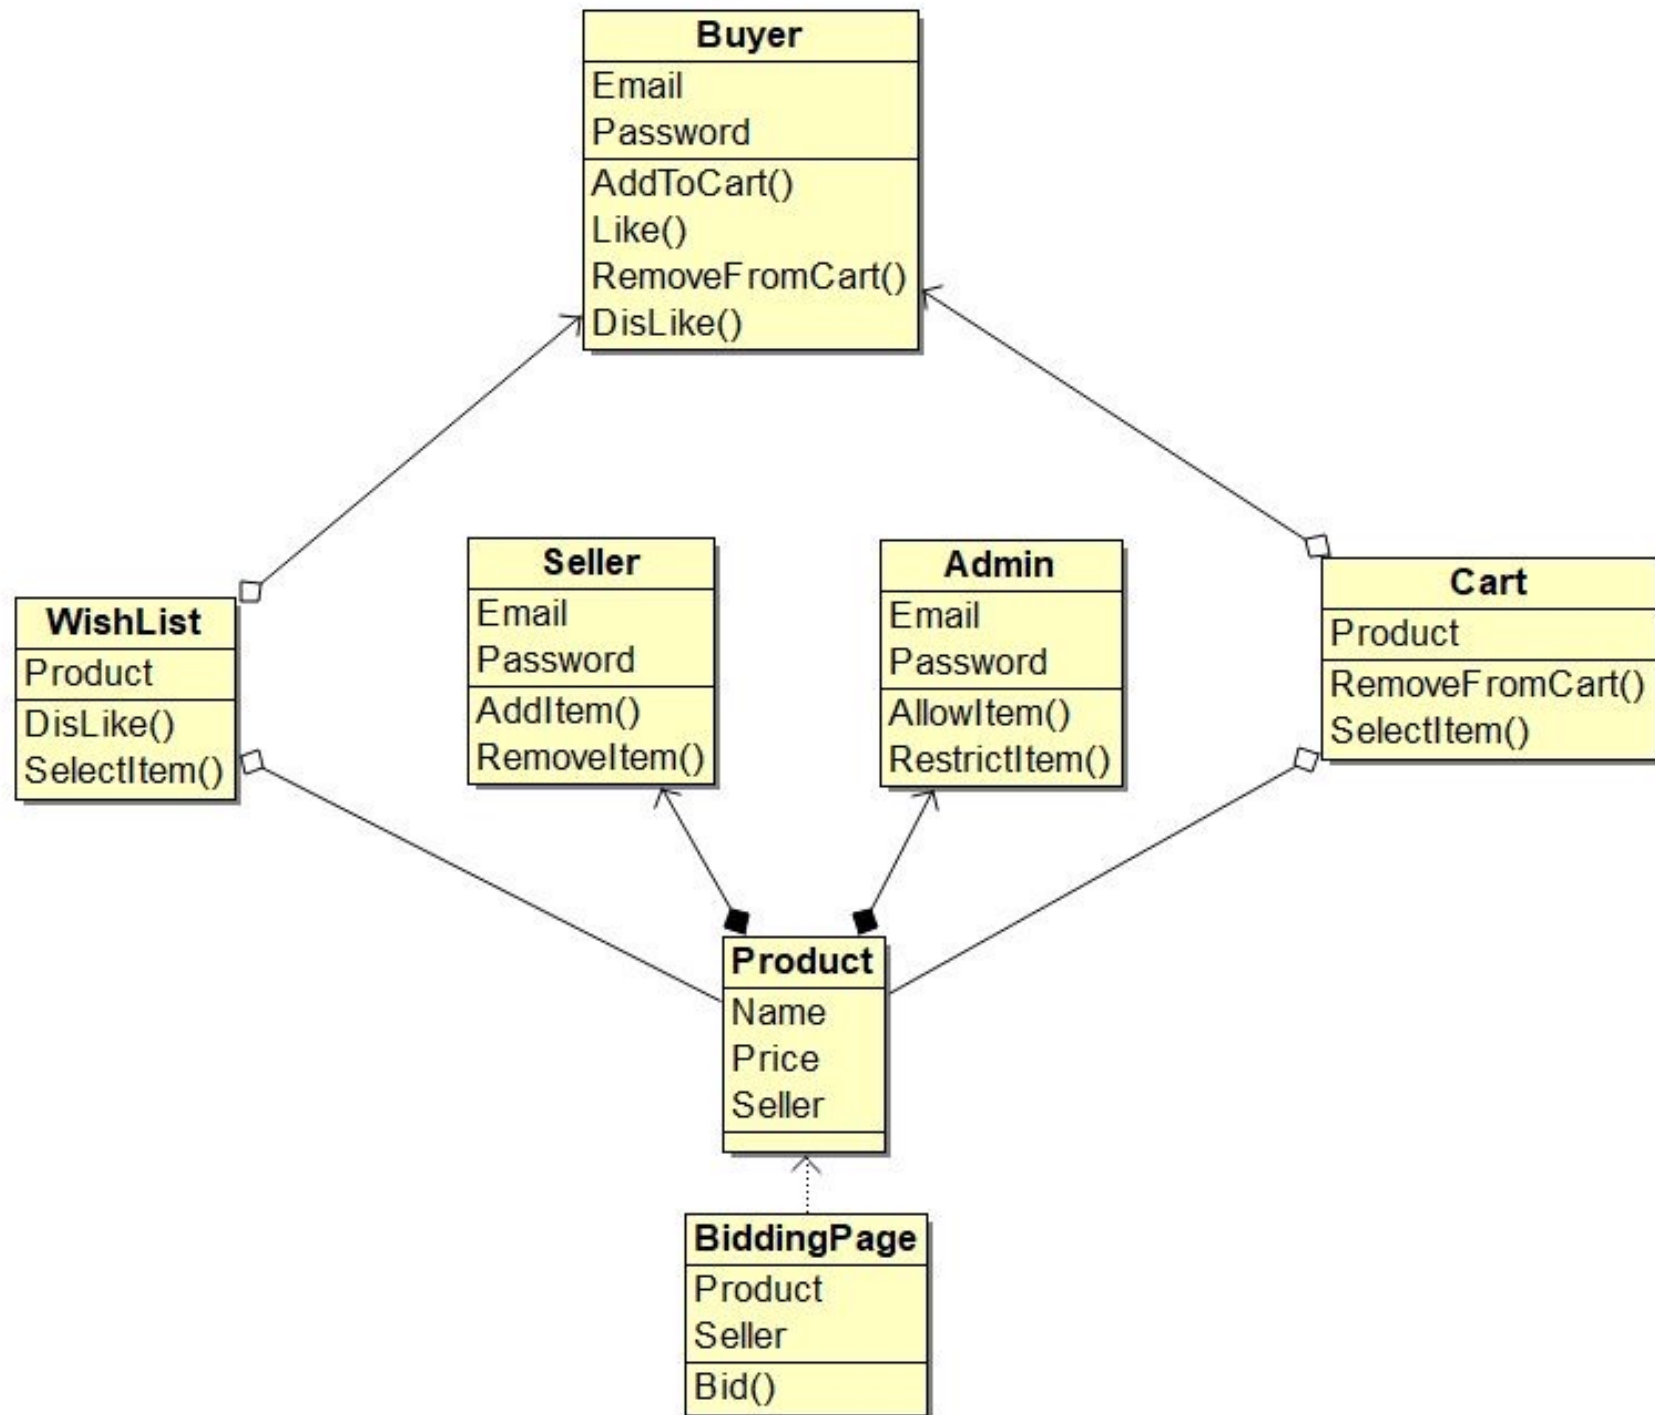 Buyer
Email
Password
AddToCart()
Like()
RemoveFromCart()
DisLike()
WishList
Product
DisLike()
SelectItem()
Seller
Email
Password
AddItem()
RemoveItem()
Admin
Email
Password
AllowItem()
RestrictItem()
Cart
Product
RemoveFromCart()
SelectItem()
Product
Name
Price
Seller
BiddingPage
Product
Seller
Bid()